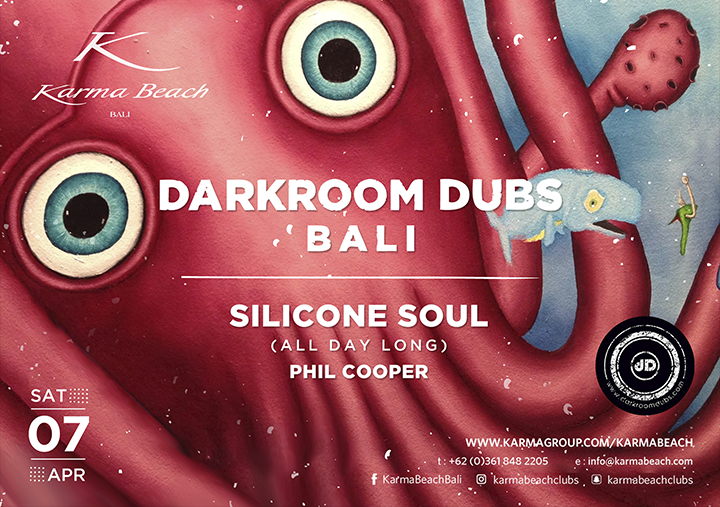 K
Karma Beach
BALI
DARKROOM DUBS
BALI
SILICONE SOUL
(ALL DAY LONG)
PHIL COOPER
SAT
07
APR
JD
www.darkroomdubs.com
WWW.KARMAGROUP.COM/KARMABEACH
t : +62 (0)361 848 2205 e : info@karmabeach.com
f KarmaBeachBali karmabeachclubs karmabeachclubs